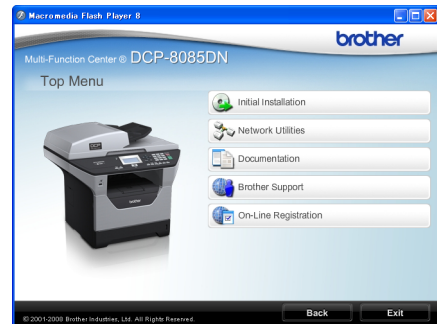 Macromedia Flash Player 8
brother
Multi-Function Center ® DCP-8085DN
Top Menu
Initial Installation
Network Utilities
Documentation
Brother Support
On-Line Registration
Back
Exit
© 2001-2008 Brother Industries, Ltd. All Rights Reserved.